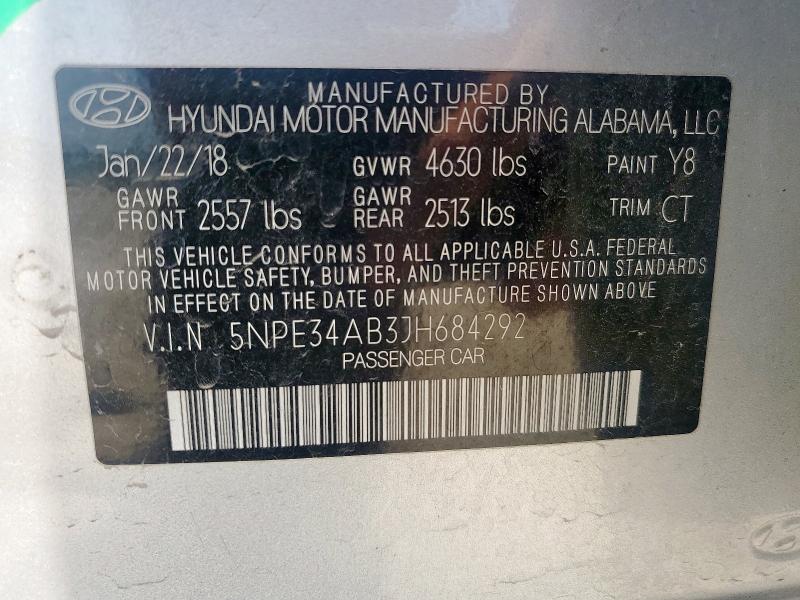 MANUFACTURED BY
HYUNDAI MOTOR MANUFACTURING ALABAMA, LLC
Jan/22/18 GVWR 4630 lbs PAINT Y8
GAWR FRONT 2557 lbs GAWR REAR 2513 lbs TRIM CT
THIS VEHICLE CONFORMS TO ALL APPLICABLE U.S.A. FEDERAL
MOTOR VEHICLE SAFETY, BUMPER, AND THEFT PREVENTION STANDARDS
IN EFFECT ON THE DATE OF MANUFACTURE SHOWN ABOVE
V.I.N 5NPE34AB3JH684292
PASSENGER CAR